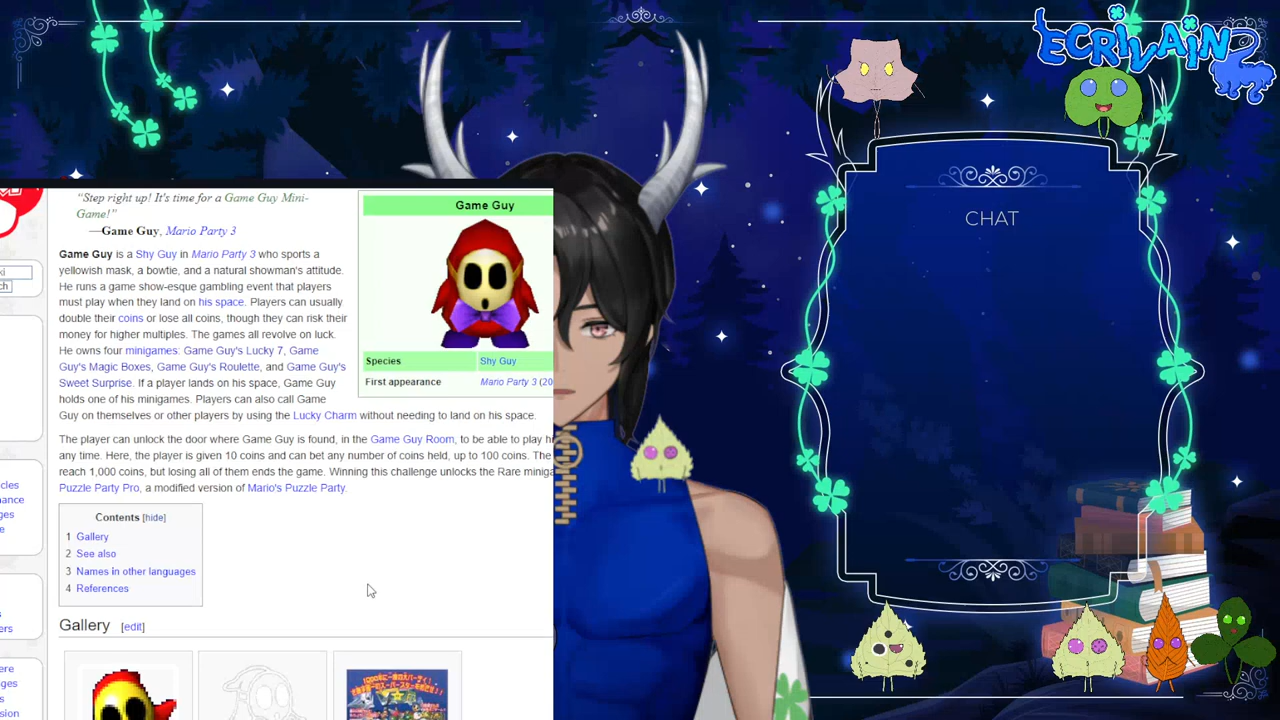 ECRIVAIN
CHAT
“Step right up! It's time for a Game Guy Mini-
Game!”
—Game Guy, Mario Party 3
Game Guy is a Shy Guy in Mario Party 3 who sports a
yellowish mask, a bowtie, and a natural showman's attitude.
He runs a game show-esque gambling event that players
must play when they land on his space. Players can usually
double their coins or lose all coins, though they can risk their
money for higher multiples. The games all revolve on luck.
He owns four minigames: Game Guy's Lucky 7, Game
Guy's Magic Boxes, Game Guy's Roulette, and Game Guy's
Sweet Surprise. If a player lands on his space, Game Guy
holds one of his minigames. Players can also call Game
Guy on themselves or other players by using the Lucky Charm without needing to land on his space.
Game Guy
Species Shy Guy
First appearance Mario Party 3 (20
The player can unlock the door where Game Guy is found, in the Game Guy Room, to be able to play h
any time. Here, the player is given 10 coins and can bet any number of coins held, up to 100 coins. The
reach 1,000 coins, but losing all of them ends the game. Winning this challenge unlocks the Rare miniga
Puzzle Party Pro, a modified version of Mario's Puzzle Party.
Contents [hide]
1 Gallery
2 See also
3 Names in other languages
4 References
Gallery [edit]
ki
ch
cles
nance
ges
e
s
ers
ere
nges
s
sion